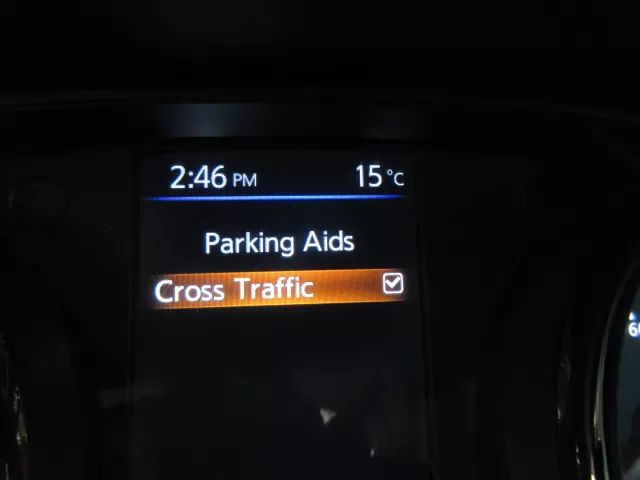 2:46 PM 15°C
Parking Aids
Cross Traffic